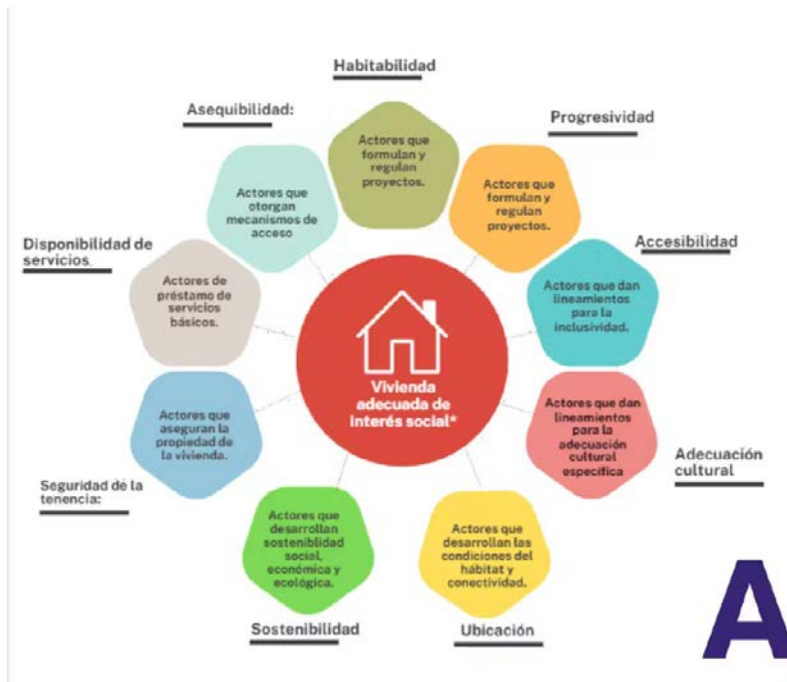 Habitabilidad
Actores que
formulan y
regulan
proyectos.
Progresividad
Actores que
formulan y
regulan
proyectos.
Accesibilidad
Actores que dan
lineamientos
para la
inclusividad.
Adecuación
cultural
Actores que dan
lineamientos
para la
adecuación
cultural
específica
Ubicación
Actores que
desarrollan las
condiciones del
hábitat y
conectividad.
Sostenibilidad
Actores que
desarrollan
sosteniblidad
social,
económica y
ecológica.
Seguridad de la
tenencia:
Actores que
aseguran la
propiedad de
la vivienda.
Disponibilidad de
servicios.
Actores de
préstamo de
servicios
básicos.
Asequibilidad:
Actores que
otorgan
mecanismos de
acceso
Vivienda
adecuada de
interés social*
A